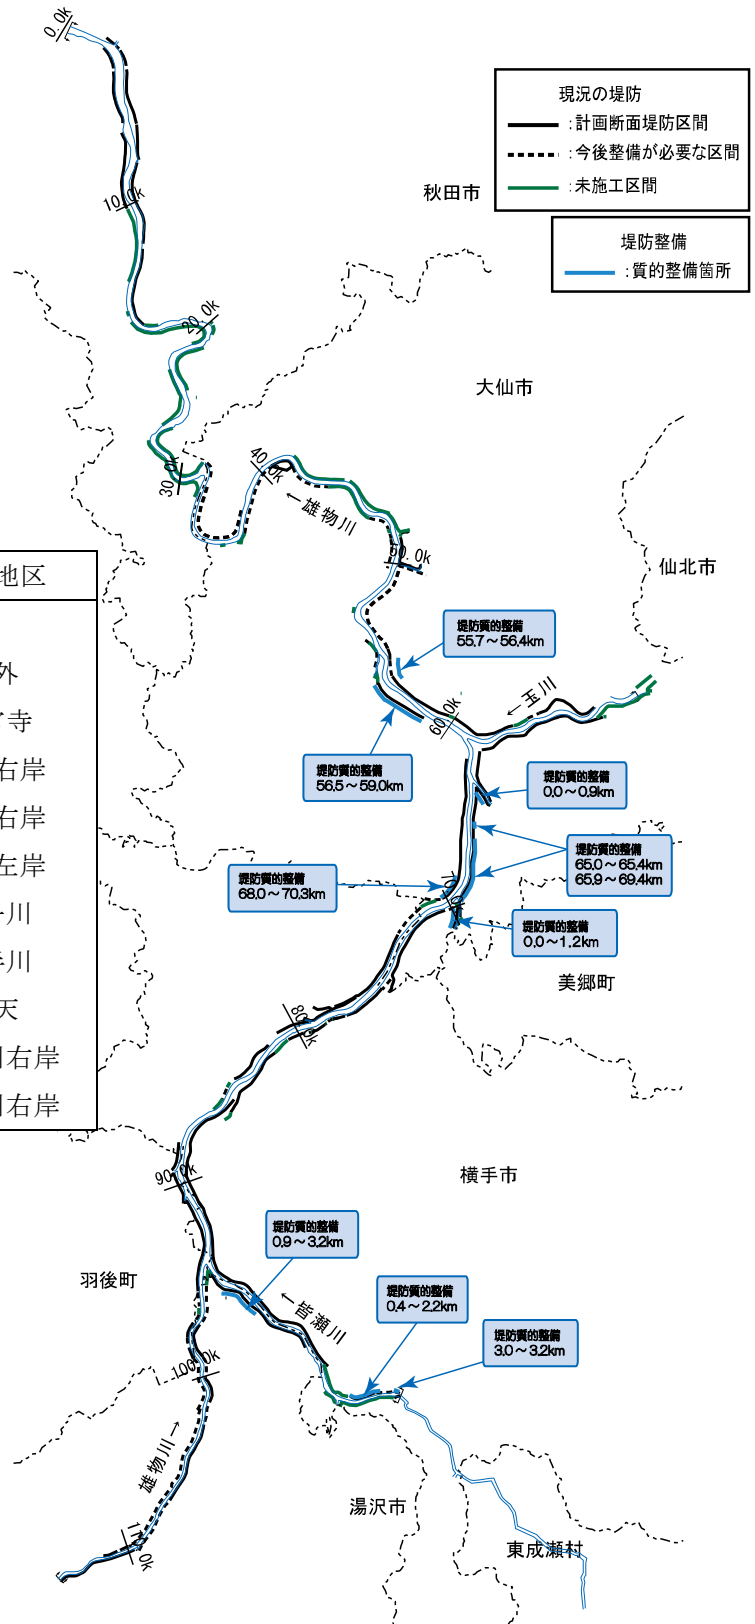 0.0k
現況の堤防
:計画断面堤防区間
:今後整備が必要な区間
:未施工区間
秋田市
10.0k
堤防整備
:質的整備箇所
20.0k
大仙市
40.0k
30.0k
←雄物川
50.0k
仙北市
地区
外
寺
右岸
右岸
左岸
川
川
天
右岸
右岸
堤防質的整備
55.7～56.4km
←玉川
60.0k
堤防質的整備
56.5～59.0km
堤防質的整備
0.0～0.9km
堤防質的整備
65.0～65.4km
65.9～69.4km
堤防質的整備
68.0～70.3km
堤防質的整備
0.0～1.2km
美郷町
80.0k
横手市
90.0k
堤防質的整備
0.9～3.2km
羽後町
←皆瀬川
堤防質的整備
0.4～2.2km
堤防質的整備
3.0～3.2km
100.0k
雄物川→
湯沢市
110.0k
東成瀬村